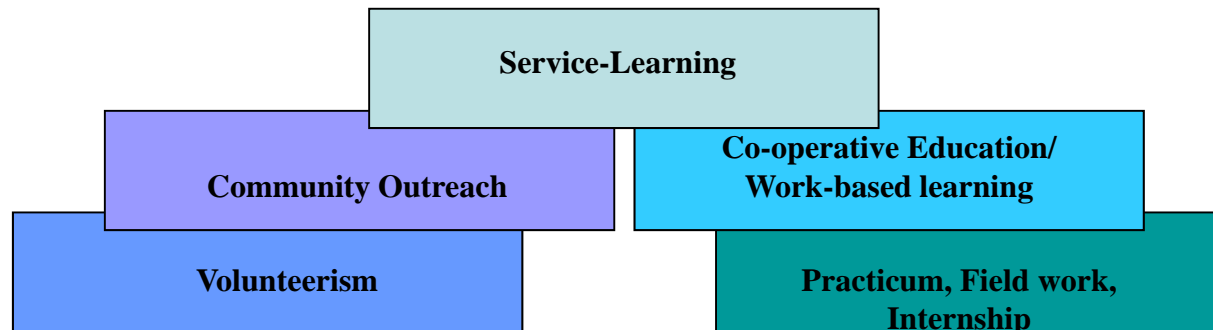 Service-Learning
Community Outreach
Co-operative Education/
Work-based learning
Volunteerism
Practicum, Field work,
Internship